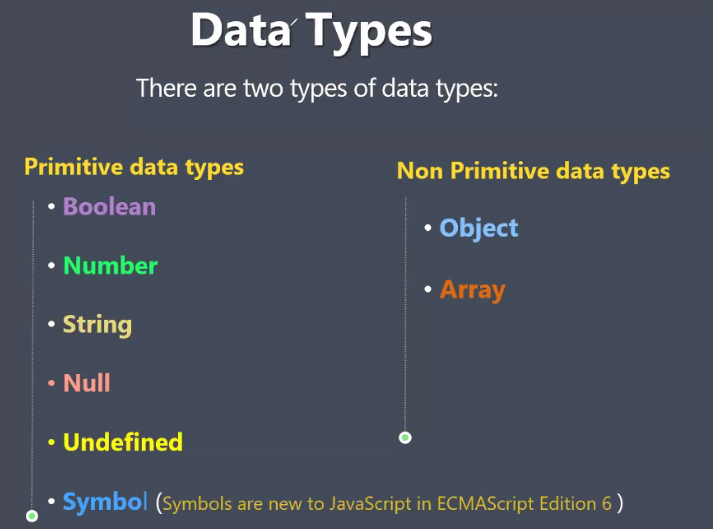 Data Types
There are two types of data types:
Primitive data types
• Boolean
• Number
• String
• Null
• Undefined
• Symbol (Symbols are new to JavaScript in ECMAScript Edition 6 )
Non Primitive data types
• Object
• Array